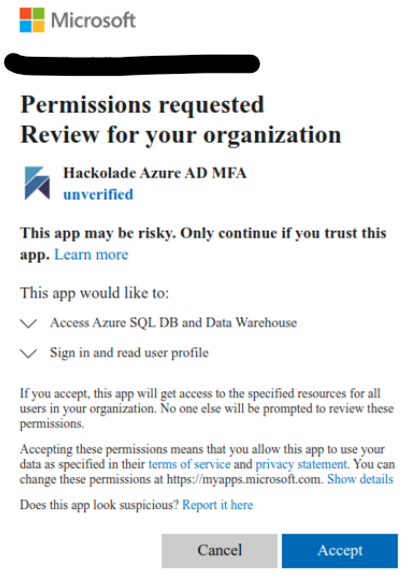 Microsoft
Permissions requested
Review for your organization
Hackolade Azure AD MFA
unverified
This app may be risky. Only continue if you trust this
app. Learn more
This app would like to:
Access Azure SQL DB and Data Warehouse
Sign in and read user profile
If you accept, this app will get access to the specified resources for all
users in your organization. No one else will be prompted to review these
permissions.
Accepting these permissions means that you allow this app to use your
data as specified in their terms of service and privacy statement. You can
change these permissions at https://myapps.microsoft.com. Show details
Does this app look suspicious? Report it here
Cancel Accept